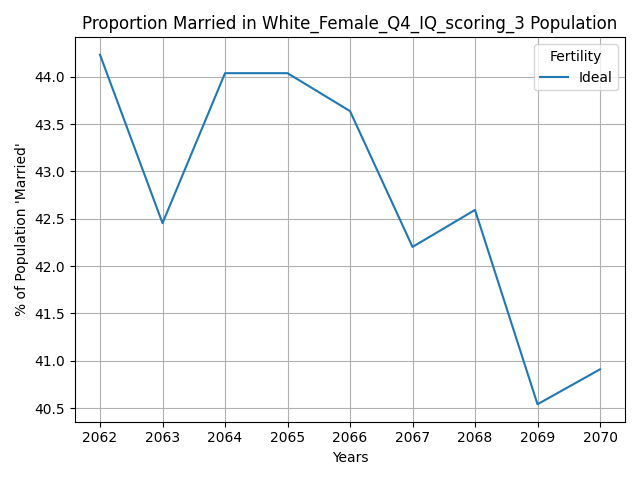 Proportion Married in White_Female_Q4_IQ_scoring_3 Population
Fertility
Ideal
% of Population 'Married'
44.0
43.5
43.0
42.5
42.0
41.5
41.0
40.5
2062 2063 2064 2065 2066 2067 2068 2069 2070
Years